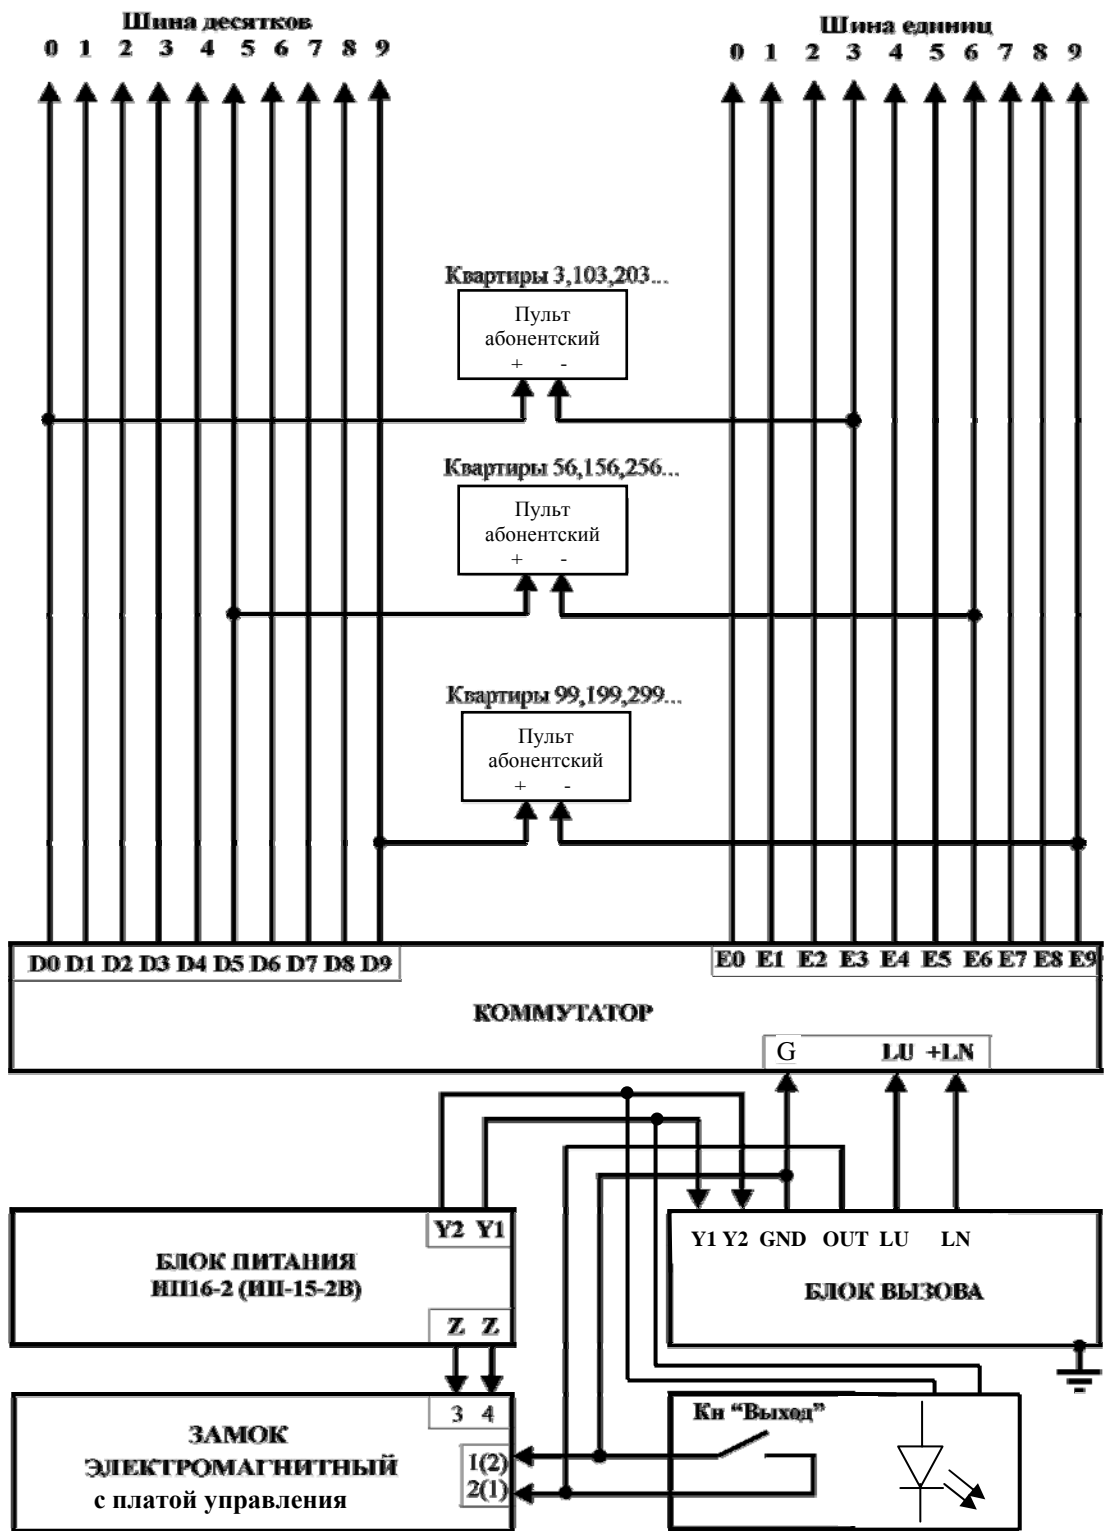 Шина десятков
0 1 2 3 4 5 6 7 8 9
Шина единиц
0 1 2 3 4 5 6 7 8 9
Квартиры 3,103,203...
Пульт
абонентский
+ -
Квартиры 56,156,256...
Пульт
абонентский
+ -
Квартиры 99,199,299...
Пульт
абонентский
+ -
D0 D1 D2 D3 D4 D5 D6 D7 D8 D9
E0 E1 E2 E3 E4 E5 E6 E7 E8 E9
КОММУТАТОР
G LU +LN
Y2 Y1
БЛОК ПИТАНИЯ
ИП16-2 (ИП-15-2В)
Z Z
Y1 Y2 GND OUT LU LN
БЛОК ВЫЗОВА
3 4
ЗАМОК
ЭЛЕКТРОМАГНИТНЫЙ
с платой управления
1(2)
2(1)
Кн “Выход”